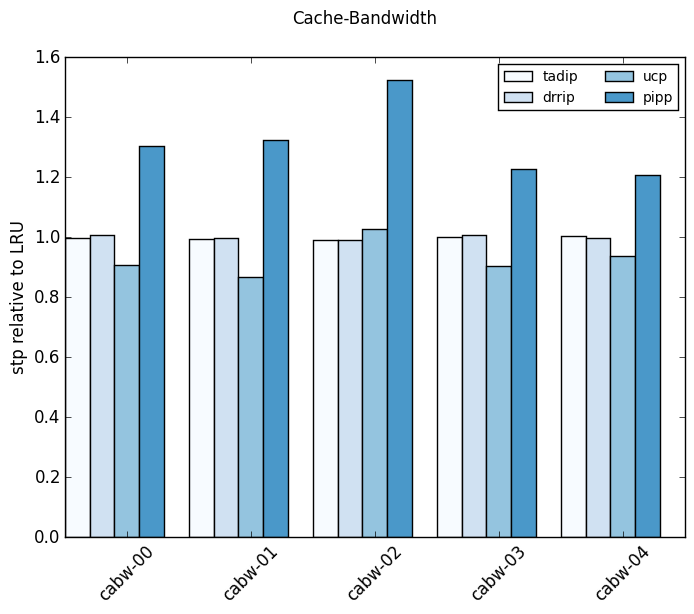 Cache-Bandwidth
stp relative to LRU
1.6
1.4
1.2
1.0
0.8
0.6
0.4
0.2
0.0
tadip
drrip
ucp
pipp
cabw-00
cabw-01
cabw-02
cabw-03
cabw-04